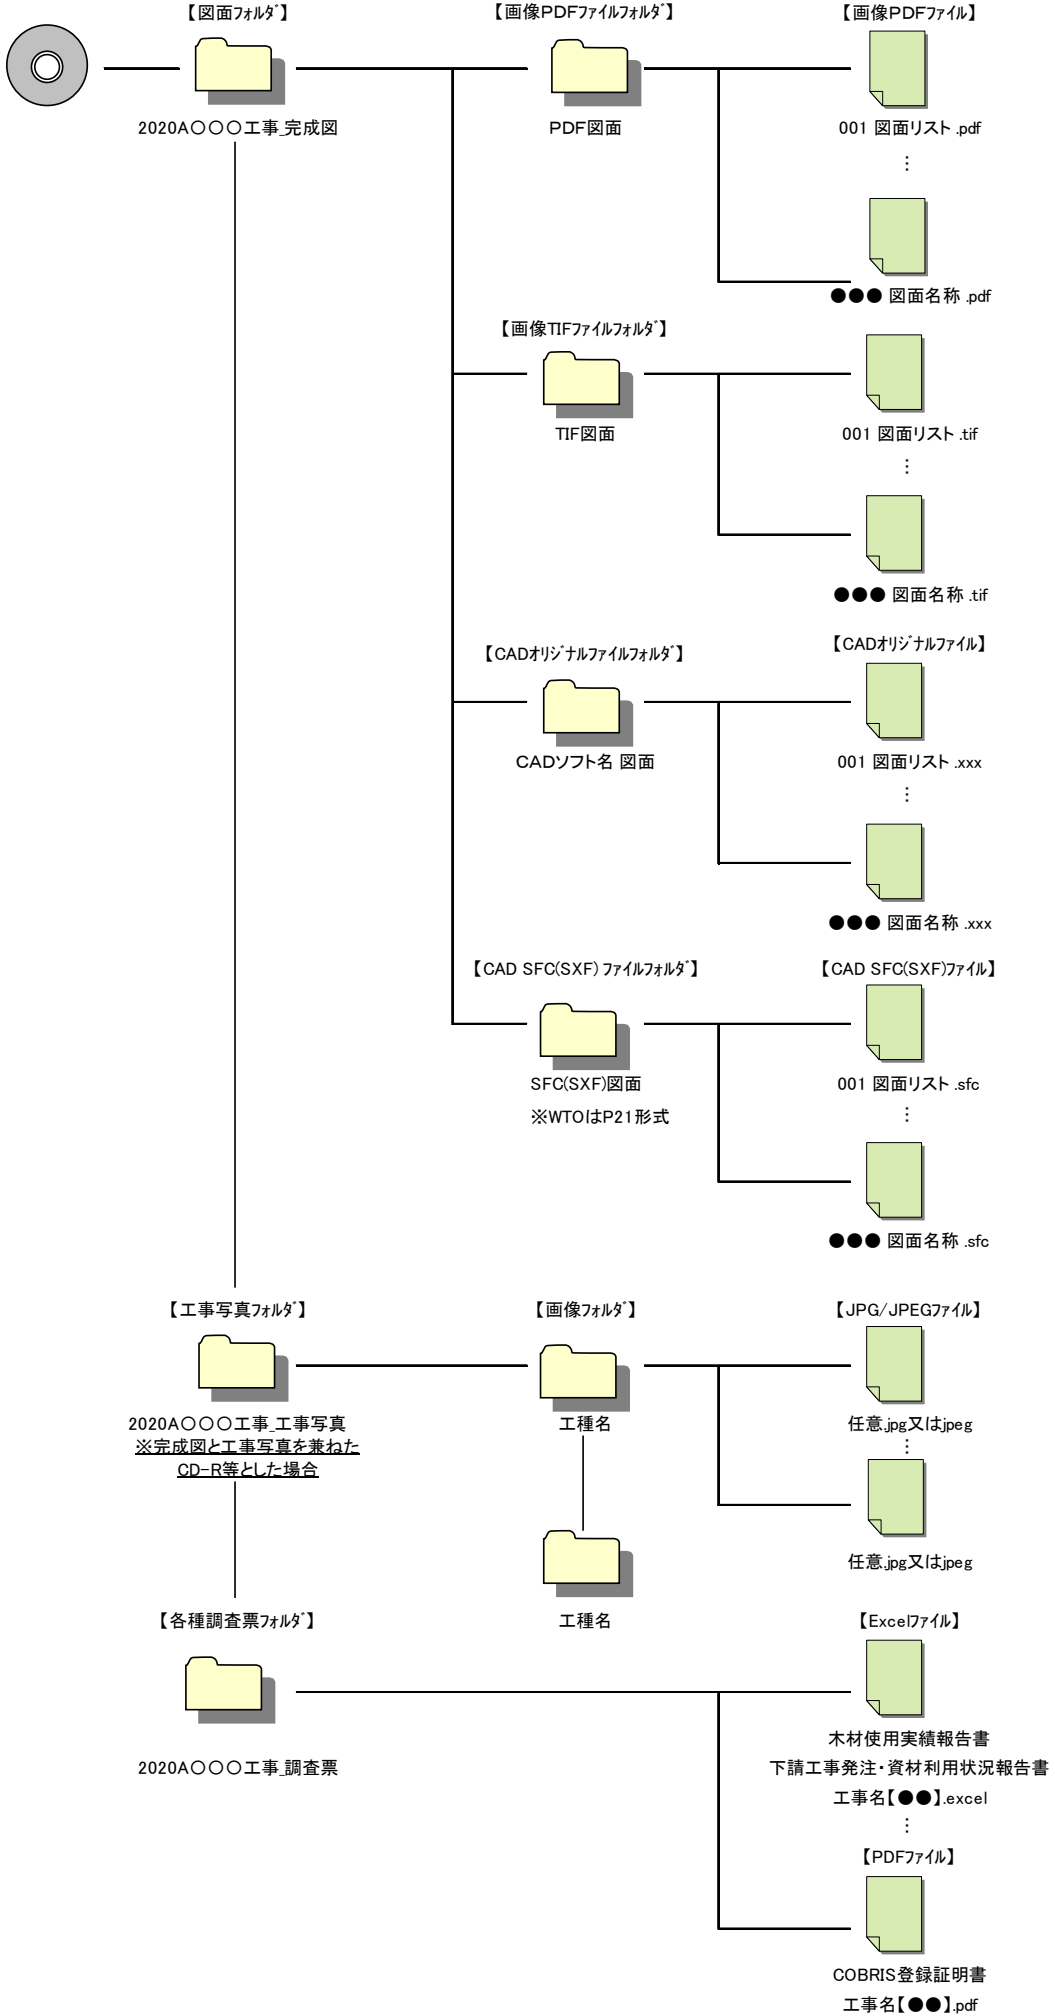 【図面ﾌｫﾙﾀﾞ】
【画像PDFﾌｧｲﾙﾌｫﾙﾀﾞ】
【画像PDFﾌｧｲﾙ】
2020A○○○工事_完成図
PDF図面
001 図面リスト .pdf
⋮
●●● 図面名称 .pdf
【画像TIFﾌｧｲﾙﾌｫﾙﾀﾞ】
TIF図面
001 図面リスト .tif
⋮
●●● 図面名称 .tif
【CADｵﾘｼﾞﾅﾙﾌｧｲﾙﾌｫﾙﾀﾞ】
【CADｵﾘｼﾞﾅﾙﾌｧｲﾙ】
CADソフト名 図面
001 図面リスト .xxx
⋮
●●● 図面名称 .xxx
【CAD SFC(SXF) ﾌｧｲﾙﾌｫﾙﾀﾞ】
【CAD SFC(SXF)ﾌｧｲﾙ】
SFC(SXF)図面
※WTOはP21形式
001 図面リスト .sfc
⋮
●●● 図面名称 .sfc
【工事写真ﾌｫﾙﾀﾞ】
【画像ﾌｫﾙﾀﾞ】
【JPG/JPEGﾌｧｲﾙ】
2020A○○○工事_工事写真
※完成図と工事写真を兼ねた
CD-R等とした場合
工種名
任意.jpg又はjpeg
⋮
任意.jpg又はjpeg
工種名
【各種調査票ﾌｫﾙﾀﾞ】
【Excelﾌｧｲﾙ】
2020A○○○工事_調査票
木材使用実績報告書
下請工事発注・資材利用状況報告書
工事名【●●】.excel
⋮
【PDFﾌｧｲﾙ】
COBRIS登録証明書
工事名【●●】.pdf